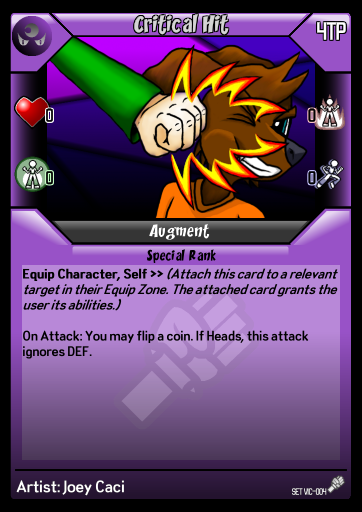 Critical Hit
4TP
0
0
0
0
Augment
Special Rank
Equip Character, Self >> (Attach this card to a relevant
target in their Equip Zone. The attached card grants the
user its abilities.)
On Attack: You may flip a coin. If Heads, this attack
ignores DEF.
Artist: Joey Caci
SET VIC-004